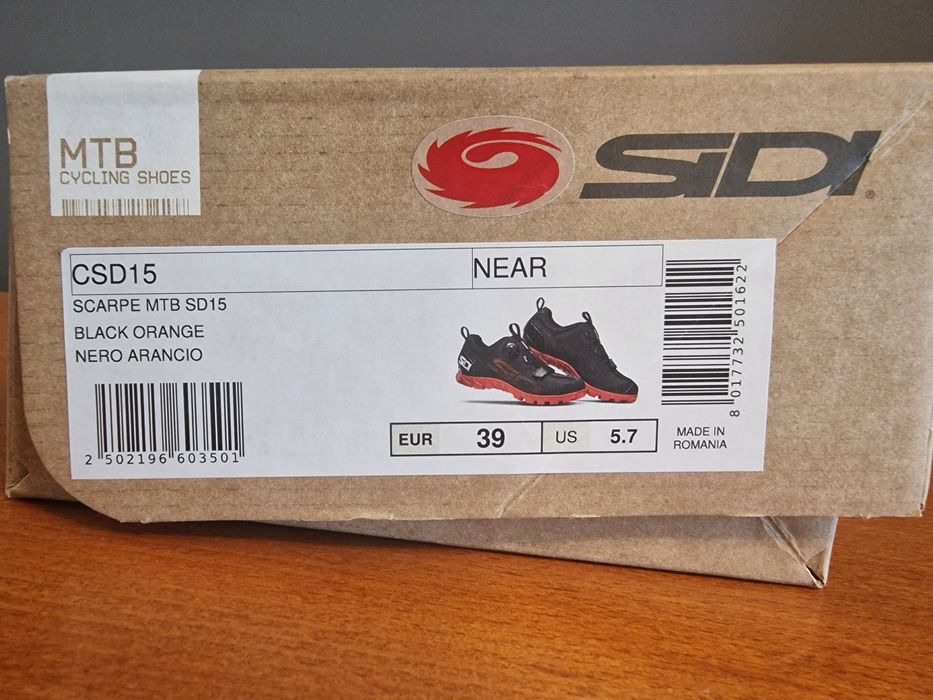 MTB
CYCLING SHOES
SIDI®
CSD15 NEAR
SCARPE MTB SD15
BLACK ORANGE
NERO ARANCIO
2 502196 603501
SIDI
EUR 39 US 5.7
8 017732 501622
MADE IN
ROMANIA